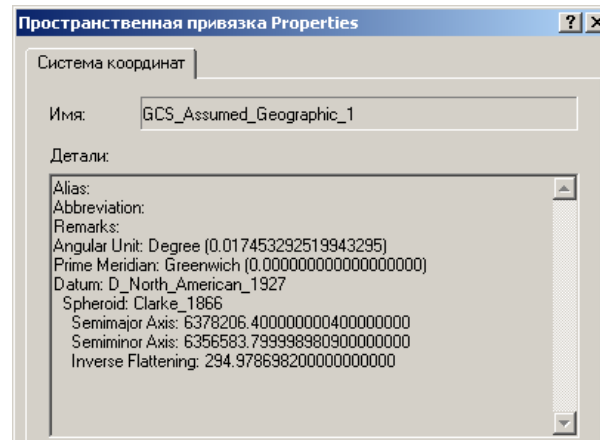 Пространственная привязка Properties
Система координат
Имя: GCS_Assumed_Geographic_1
Детали:
Alias:
Abbreviation:
Remarks:
Angular Unit: Degree (0.017453292519943295)
Prime Meridian: Greenwich (0.000000000000000000)
Datum: D_North_American_1927
Spheroid: Clarke_1866
Semimajor Axis: 6378206.400000000400000000
Semiminor Axis: 6356583.799998980900000000
Inverse Flattening: 294.978698200000000000